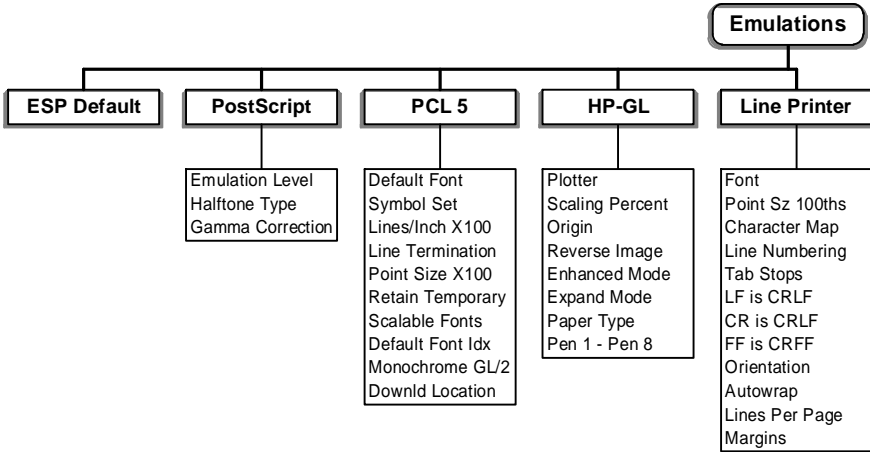 Emulations
ESP Default
PostScript
PCL 5
HP-GL
Line Printer
Emulation Level
Halftone Type
Gamma Correction
Default Font
Symbol Set
Lines/Inch X100
Line Termination
Point Size X100
Retain Temporary
Scalable Fonts
Default Font Idx
Monochrome GL/2
Downld Location
Plotter
Scaling Percent
Origin
Reverse Image
Enhanced Mode
Expand Mode
Paper Type
Pen 1 - Pen 8
Font
Point Sz 100ths
Character Map
Line Numbering
Tab Stops
LF is CRLF
CR is CRLF
FF is CRFF
Orientation
Autowrap
Lines Per Page
Margins